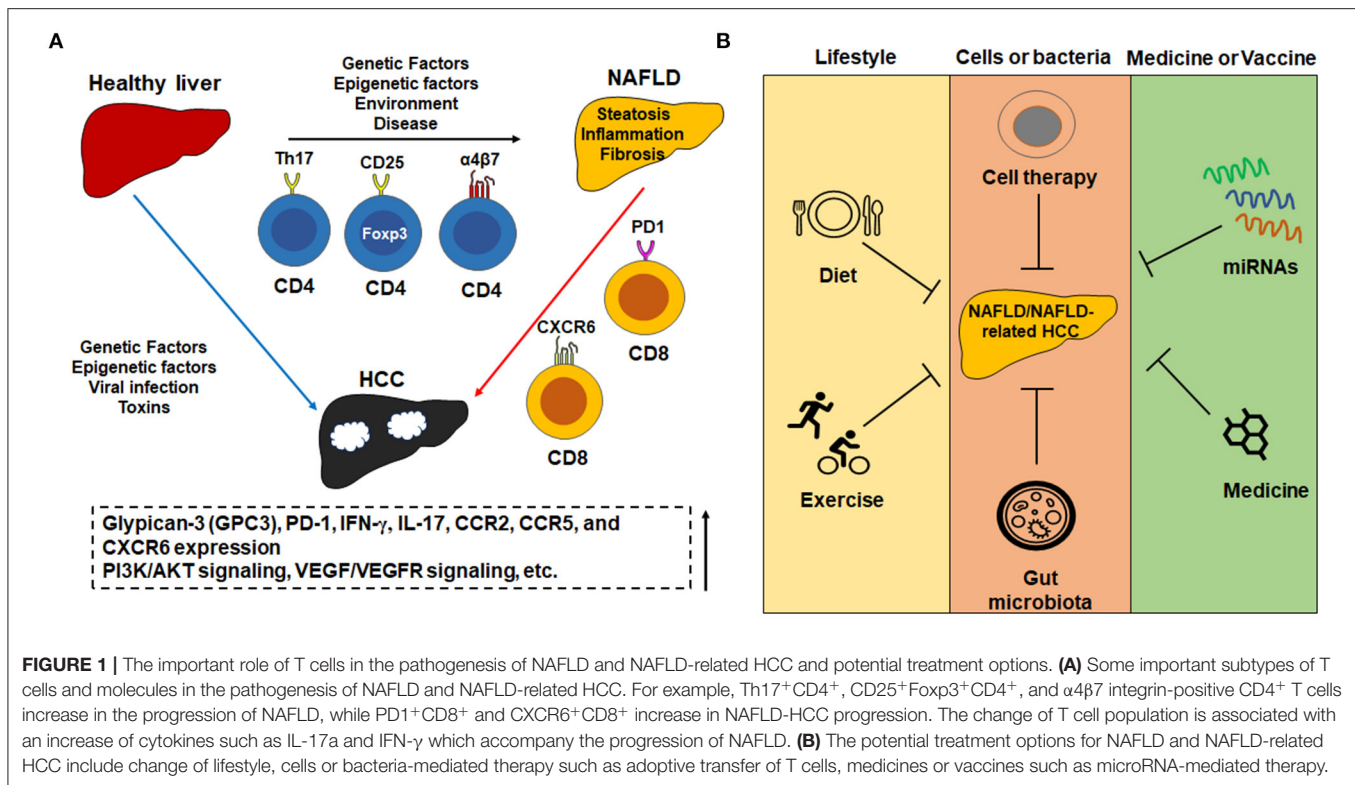 A
Healthy liver
Genetic Factors
Epigenetic factors
Environment
Disease
NAFLD
Steatosis
Inflammation
Fibrosis
Th17
CD25
α4β7
Foxp3
CD4
CD4
CD4
PD1
CD8
CXCR6
CD8
Genetic Factors
Epigenetic factors
Viral infection
Toxins
HCC
Glypican-3 (GPC3), PD-1, IFN-γ, IL-17, CCR2, CCR5, and
CXCR6 expression
PI3K/AKT signaling, VEGF/VEGFR signaling, etc.
B
Lifestyle
Cells or bacteria
Medicine or Vaccine
Cell therapy
Diet
miRNAs
NAFLD/NAFLD-
related HCC
Exercise
Gut
microbiota
Medicine
FIGURE 1 | The important role of T cells in the pathogenesis of NAFLD and NAFLD-related HCC and potential treatment options. (A) Some important subtypes of T
cells and molecules in the pathogenesis of NAFLD and NAFLD-related HCC. For example, Th17⁺CD4⁺, CD25⁺Foxp3⁺CD4⁺, and α4β7 integrin-positive CD4⁺ T cells
increase in the progression of NAFLD, while PD1⁺CD8⁺ and CXCR6⁺CD8⁺ increase in NAFLD-HCC progression. The change of T cell population is associated with
an increase of cytokines such as IL-17a and IFN-γ which accompany the progression of NAFLD. (B) The potential treatment options for NAFLD and NAFLD-related
HCC include change of lifestyle, cells or bacteria-mediated therapy such as adoptive transfer of T cells, medicines or vaccines such as microRNA-mediated therapy.